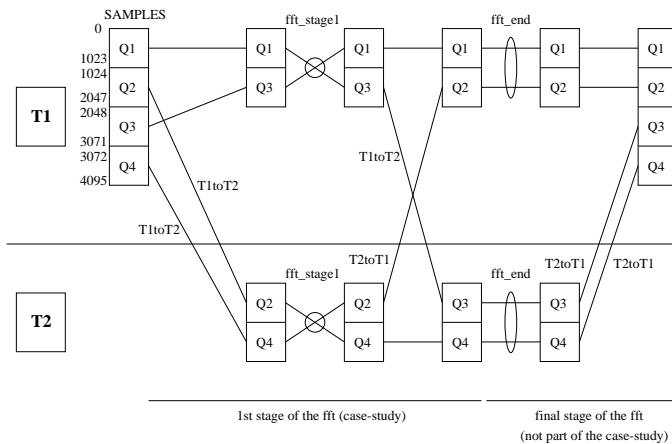 SAMPLES
0
1023
1024
2047
2048
3071
3072
4095
T1
Q1
Q2
Q3
Q4
Q1
Q3
fft_stage1
Q1
Q3
Q1
Q2
fft_end
Q1
Q2
Q1
Q2
Q3
Q4
T1toT2
T1toT2
T1toT2
T2toT1
T2toT1
T2toT1
T2
Q2
Q4
fft_stage1
Q2
Q4
Q3
Q4
fft_end
Q3
Q4
1st stage of the fft (case-study)
final stage of the fft
(not part of the case-study)